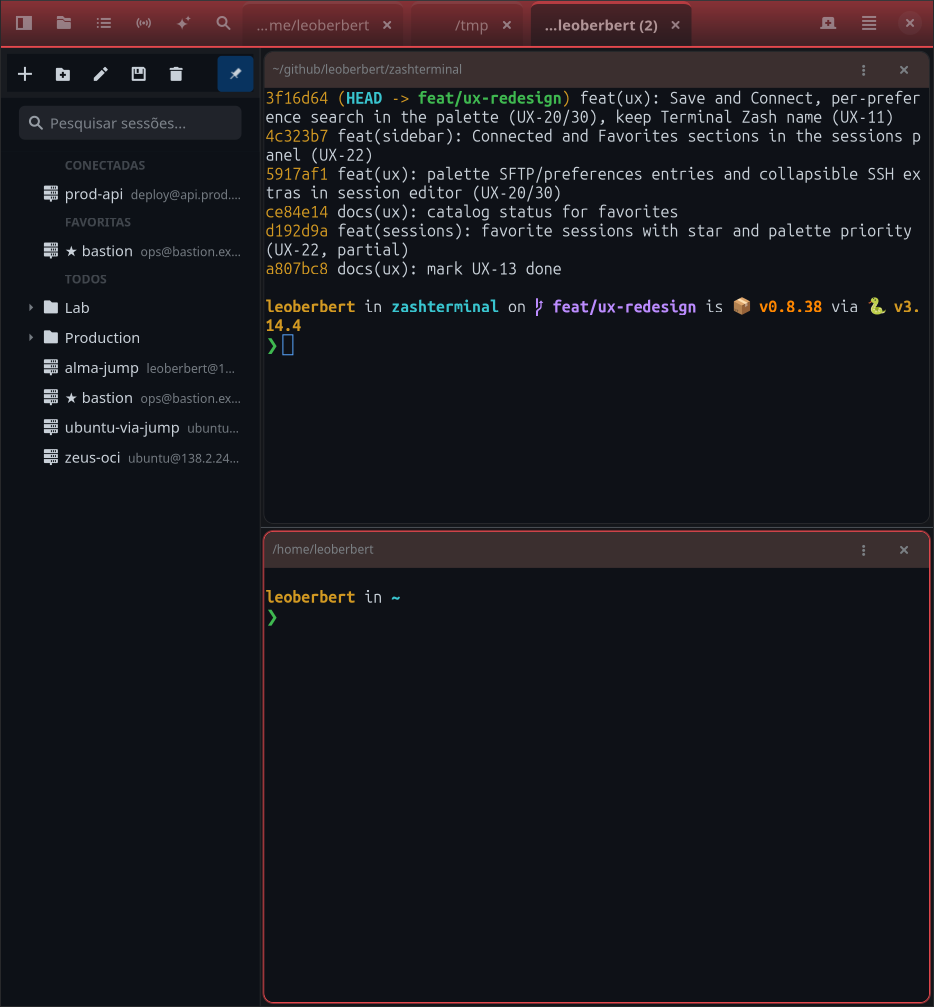 ...me/leoberbert
/tmp
...leoberbert (2)
Pesquisar sessões...
CONECTADAS
prod-api deploy@api.prod....
FAVORITAS
★ bastion ops@bastion.ex...
TODOS
Lab
Production
alma-jump leoberbert@1...
★ bastion ops@bastion.ex...
ubuntu-via-jump ubuntu...
zeus-oci ubuntu@138.2.24...
~/github/leoberbert/zashterminal
3f16d64 (HEAD -> feat/ux-redesign) feat(ux): Save and Connect, per-prefer
ence search in the palette (UX-20/30), keep Terminal Zash name (UX-11)
4c323b7 feat(sidebar): Connected and Favorites sections in the sessions p
anel (UX-22)
5917af1 feat(ux): palette SFTP/preferences entries and collapsible SSH ex
tras in session editor (UX-20/30)
ce84e14 docs(ux): catalog status for favorites
d192d9a feat(sessions): favorite sessions with star and palette priority
(UX-22, partial)
a807bc8 docs(ux): mark UX-13 done
leoberbert in zashterminal on feat/ux-redesign is 📦 v0.8.38 via 🐍 v3.
14.4
❯
/home/leoberbert
leoberbert in ~
❯